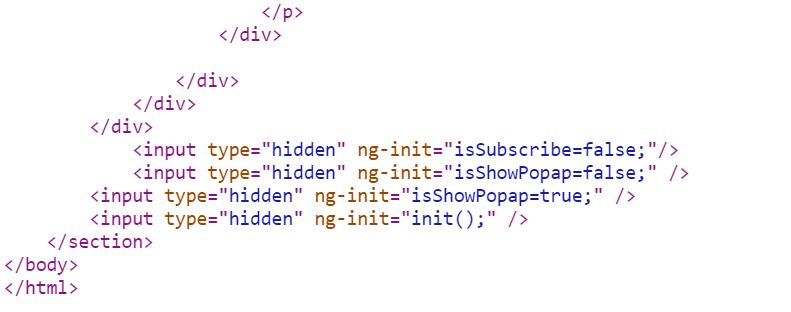 </p>
</div>
</div>
</div>
</div>
<input type="hidden" ng-init="isSubscribe=false;"/>
<input type="hidden" ng-init="isShowPopap=false;" />
<input type="hidden" ng-init="isShowPopap=true;" />
<input type="hidden" ng-init="init();" />
</section>
</body>
</html>